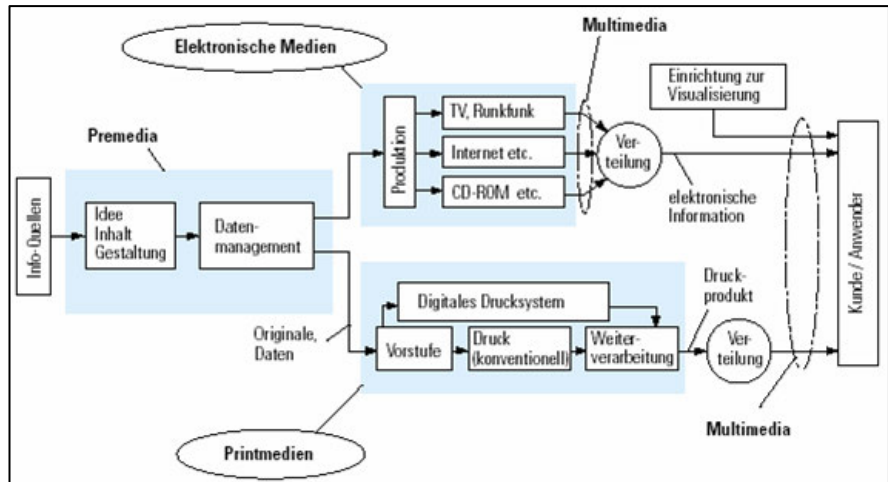 Elektronische Medien
Multimedia
Premedia
Info-Quellen
Idee
Inhalt
Gestaltung
Daten-
management
Produktion
TV, Runkfunk
Internet etc.
CD-ROM etc.
Ver-
teilung
Einrichtung zur
Visualisierung
elektronische
Information
Kunde / Anwender
Originale,
Daten
Digitales Drucksystem
Vorstufe
Druck
(konventionell)
Weiter-
verarbeitung
Druck-
produkt
Ver-
teilung
Multimedia
Printmedien